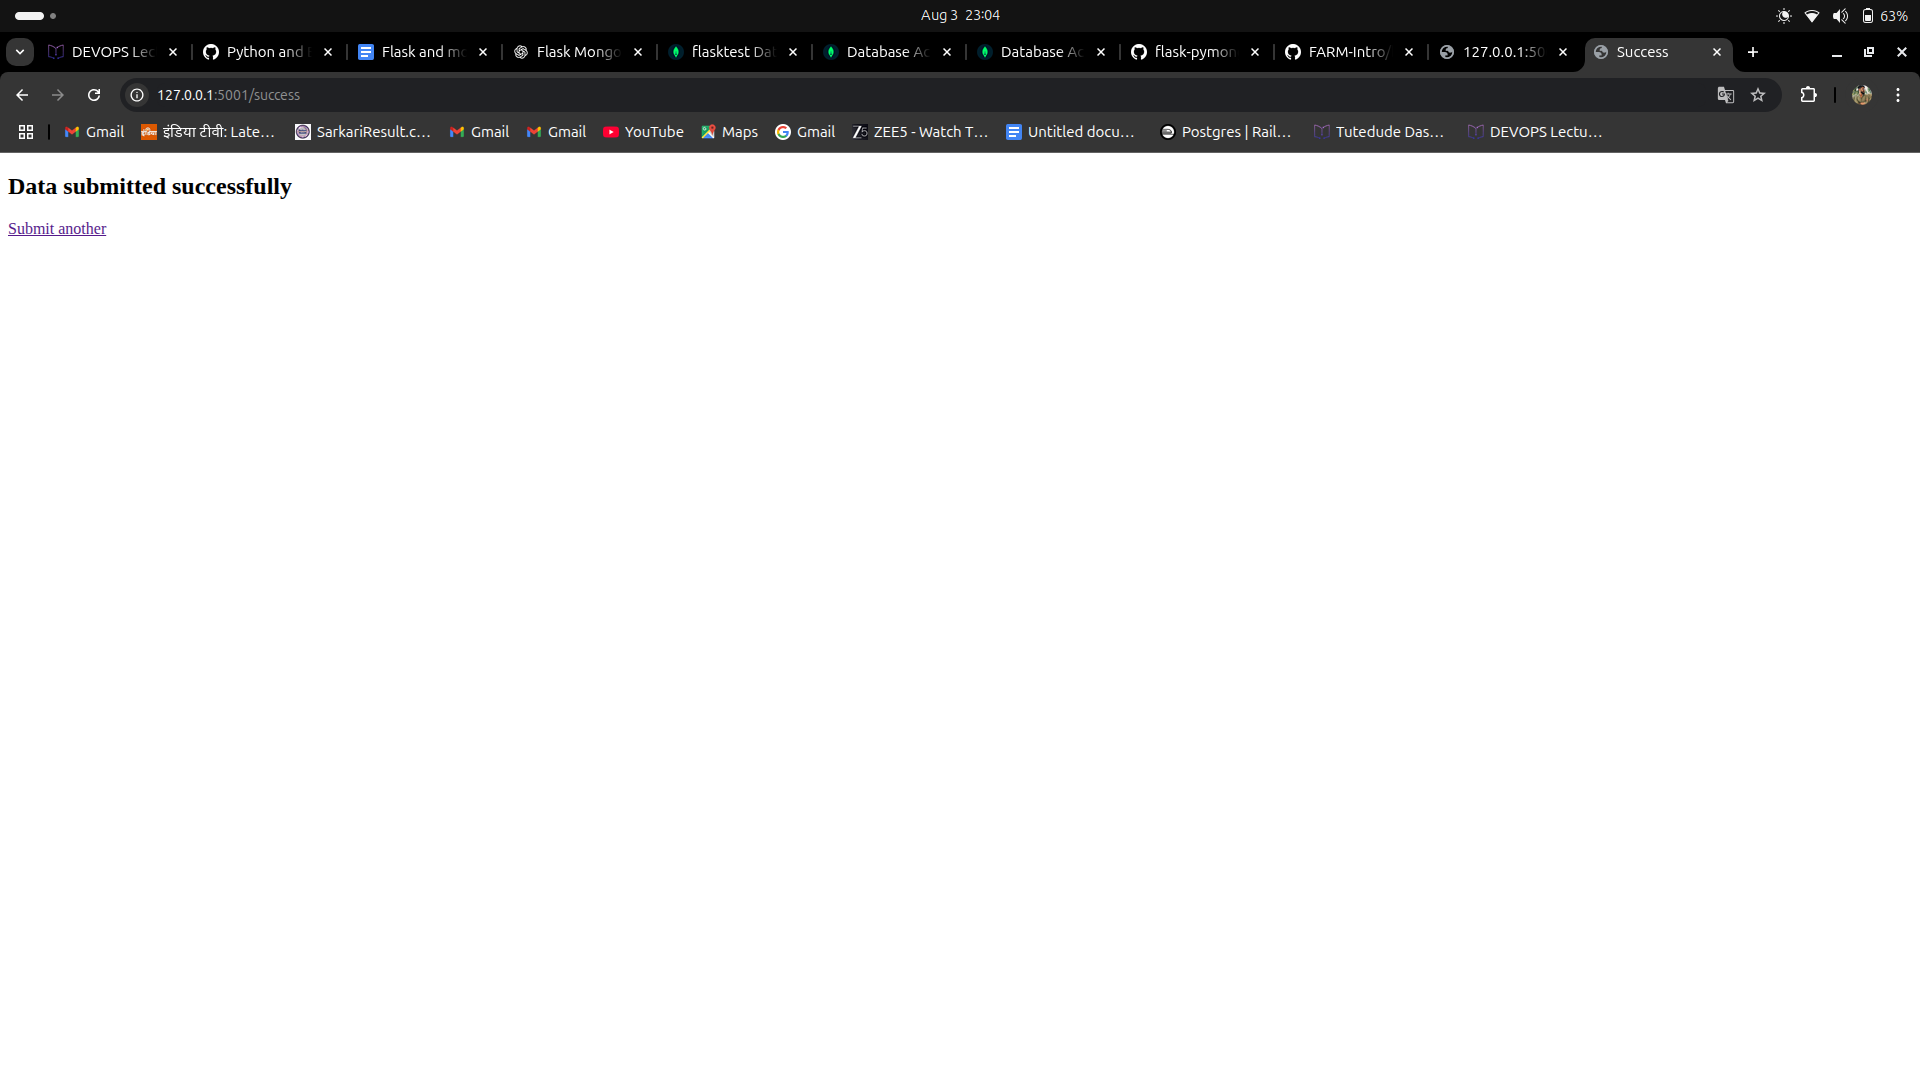 Aug 3 23:04
63%
DEVOPS Lec
Python and
Flask and mo
Flask Mongo
flasktest Dat
Database Ac
Database Ac
flask-pymon
FARM-Intro/
127.0.0.1:50
Success
127.0.0.1:5001/success
Gmail
इंडिया टीवी: Late...
SarkariResult.c...
Gmail
Gmail
YouTube
Maps
Gmail
ZEE5 - Watch T...
Untitled docu...
Postgres | Rail...
Tutedude Das...
DEVOPS Lectu...
Data submitted successfully
Submit another